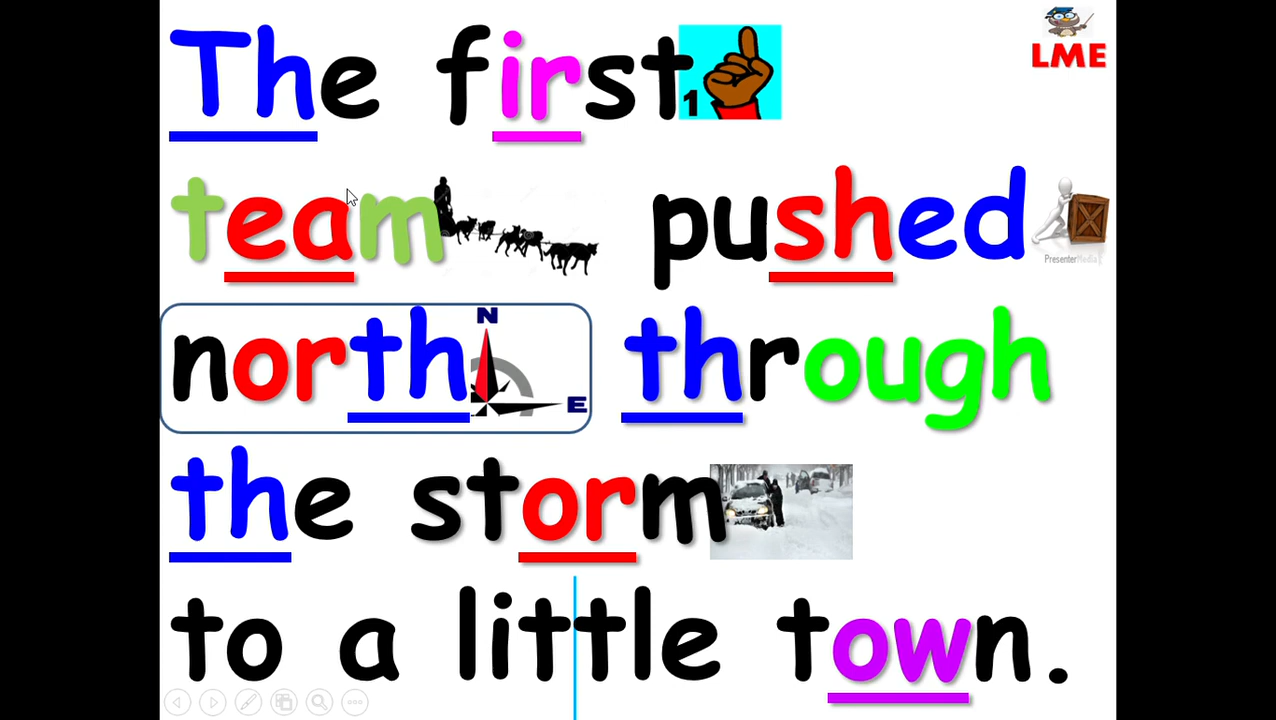 The first 1
LME
team pushed
PresenterMedia
north N E through
the storm
to a little town.